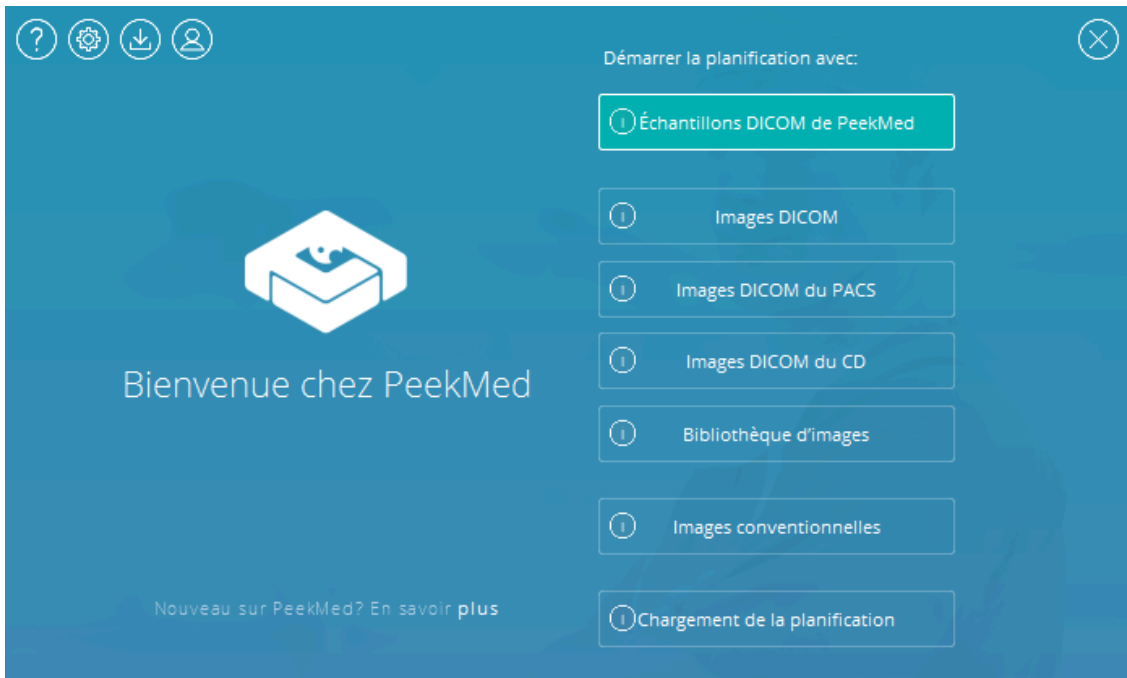 Démarrer la planification avec:
Échantillons DICOM de PeekMed
Images DICOM
Images DICOM du PACS
Images DICOM du CD
Bibliothèque d’images
Images conventionnelles
Chargement de la planification
Bienvenue chez PeekMed
Nouveau sur PeekMed? En savoir plus